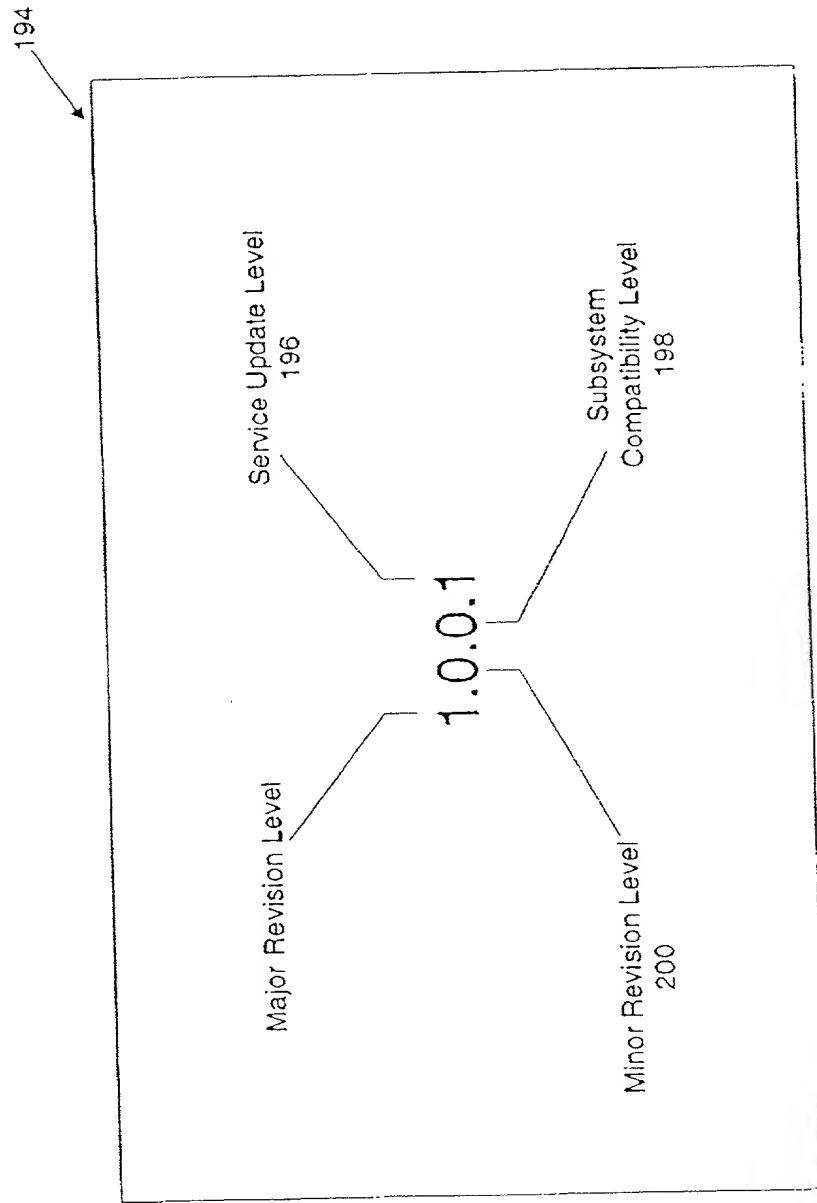 194
Major Revision Level
Service Update Level
196
1.0.0.1
Minor Revision Level
200
Subsystem
Compatibility Level
198